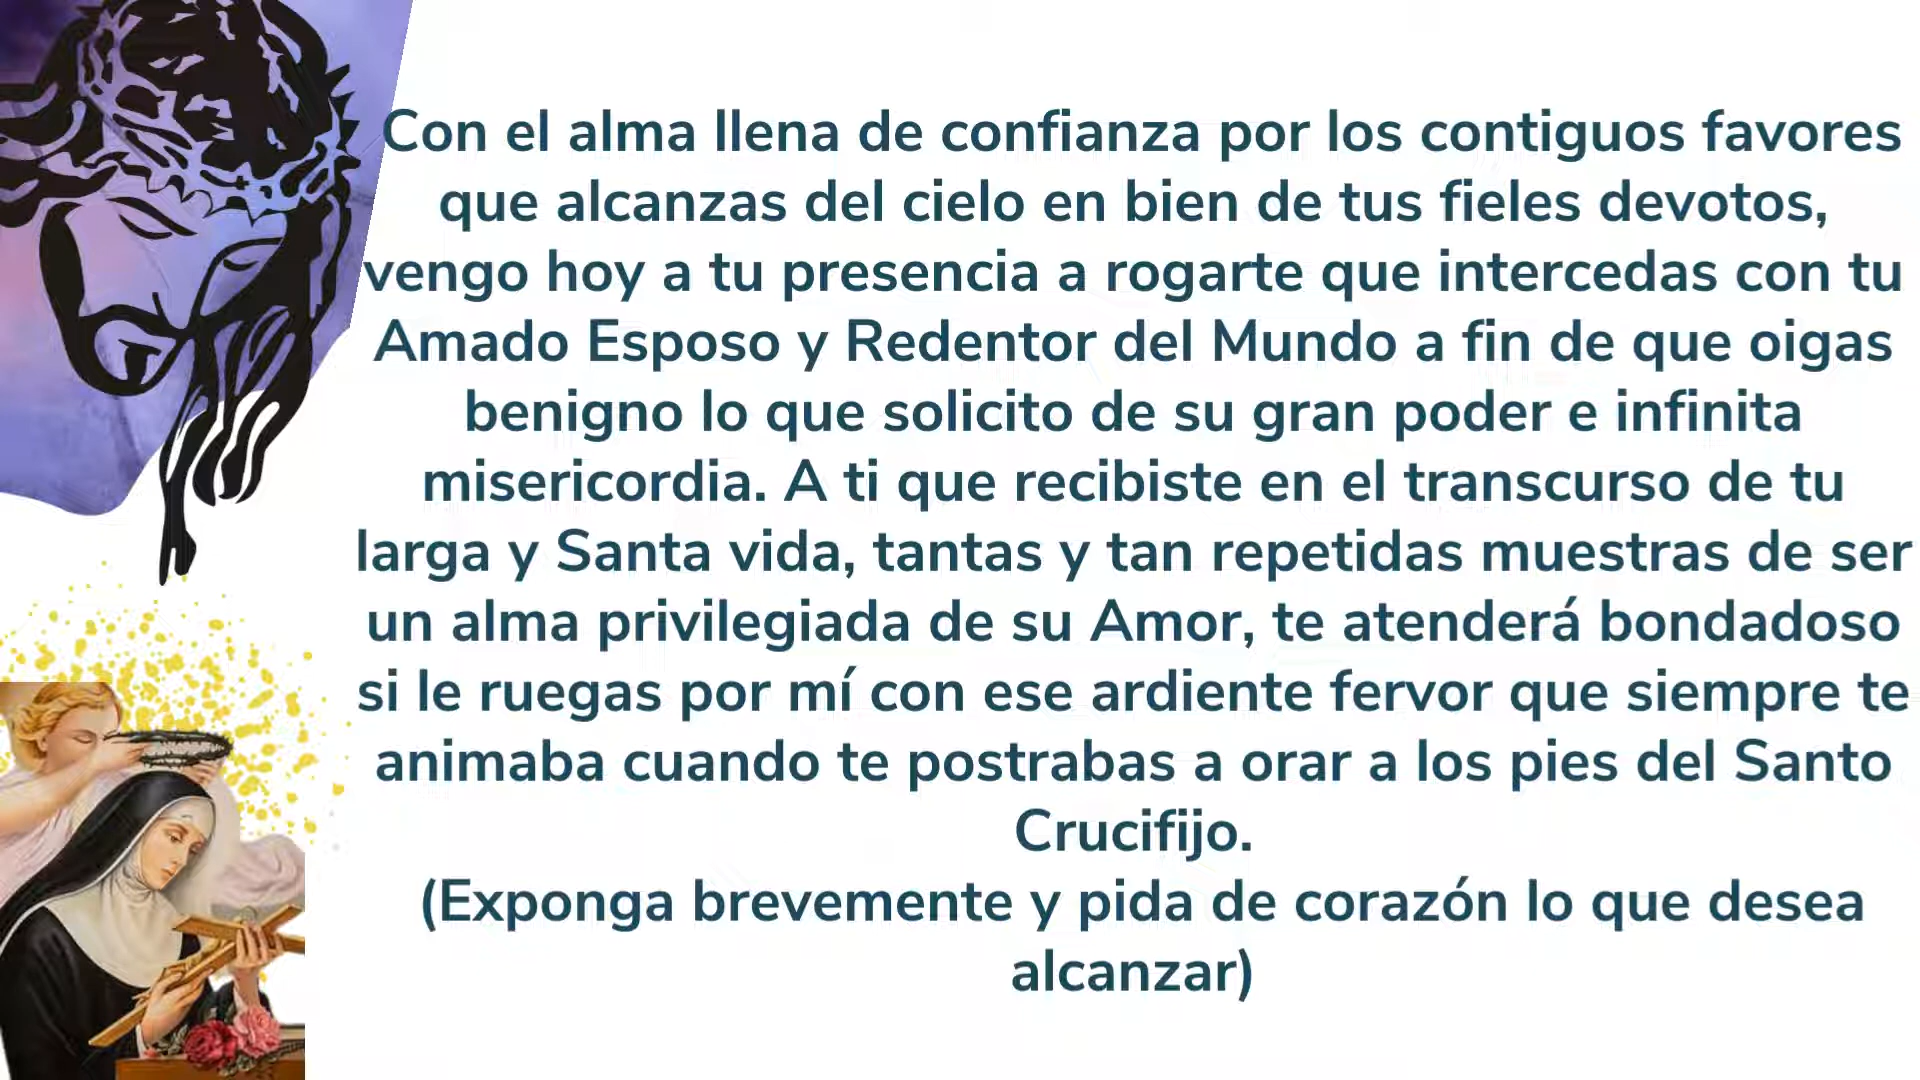 Con el alma llena de confianza por los contiguos favores
que alcanzas del cielo en bien de tus fieles devotos,
vengo hoy a tu presencia a rogarte que intercedas con tu
Amado Esposo y Redentor del Mundo a fin de que oigas
benigno lo que solicito de su gran poder e infinita
misericordia. A ti que recibiste en el transcurso de tu
larga y Santa vida, tantas y tan repetidas muestras de ser
un alma privilegiada de su Amor, te atenderá bondadoso
si le ruegas por mí con ese ardiente fervor que siempre te
animaba cuando te postrabas a orar a los pies del Santo
Crucifijo.
(Exponga brevemente y pida de corazón lo que desea
alcanzar)